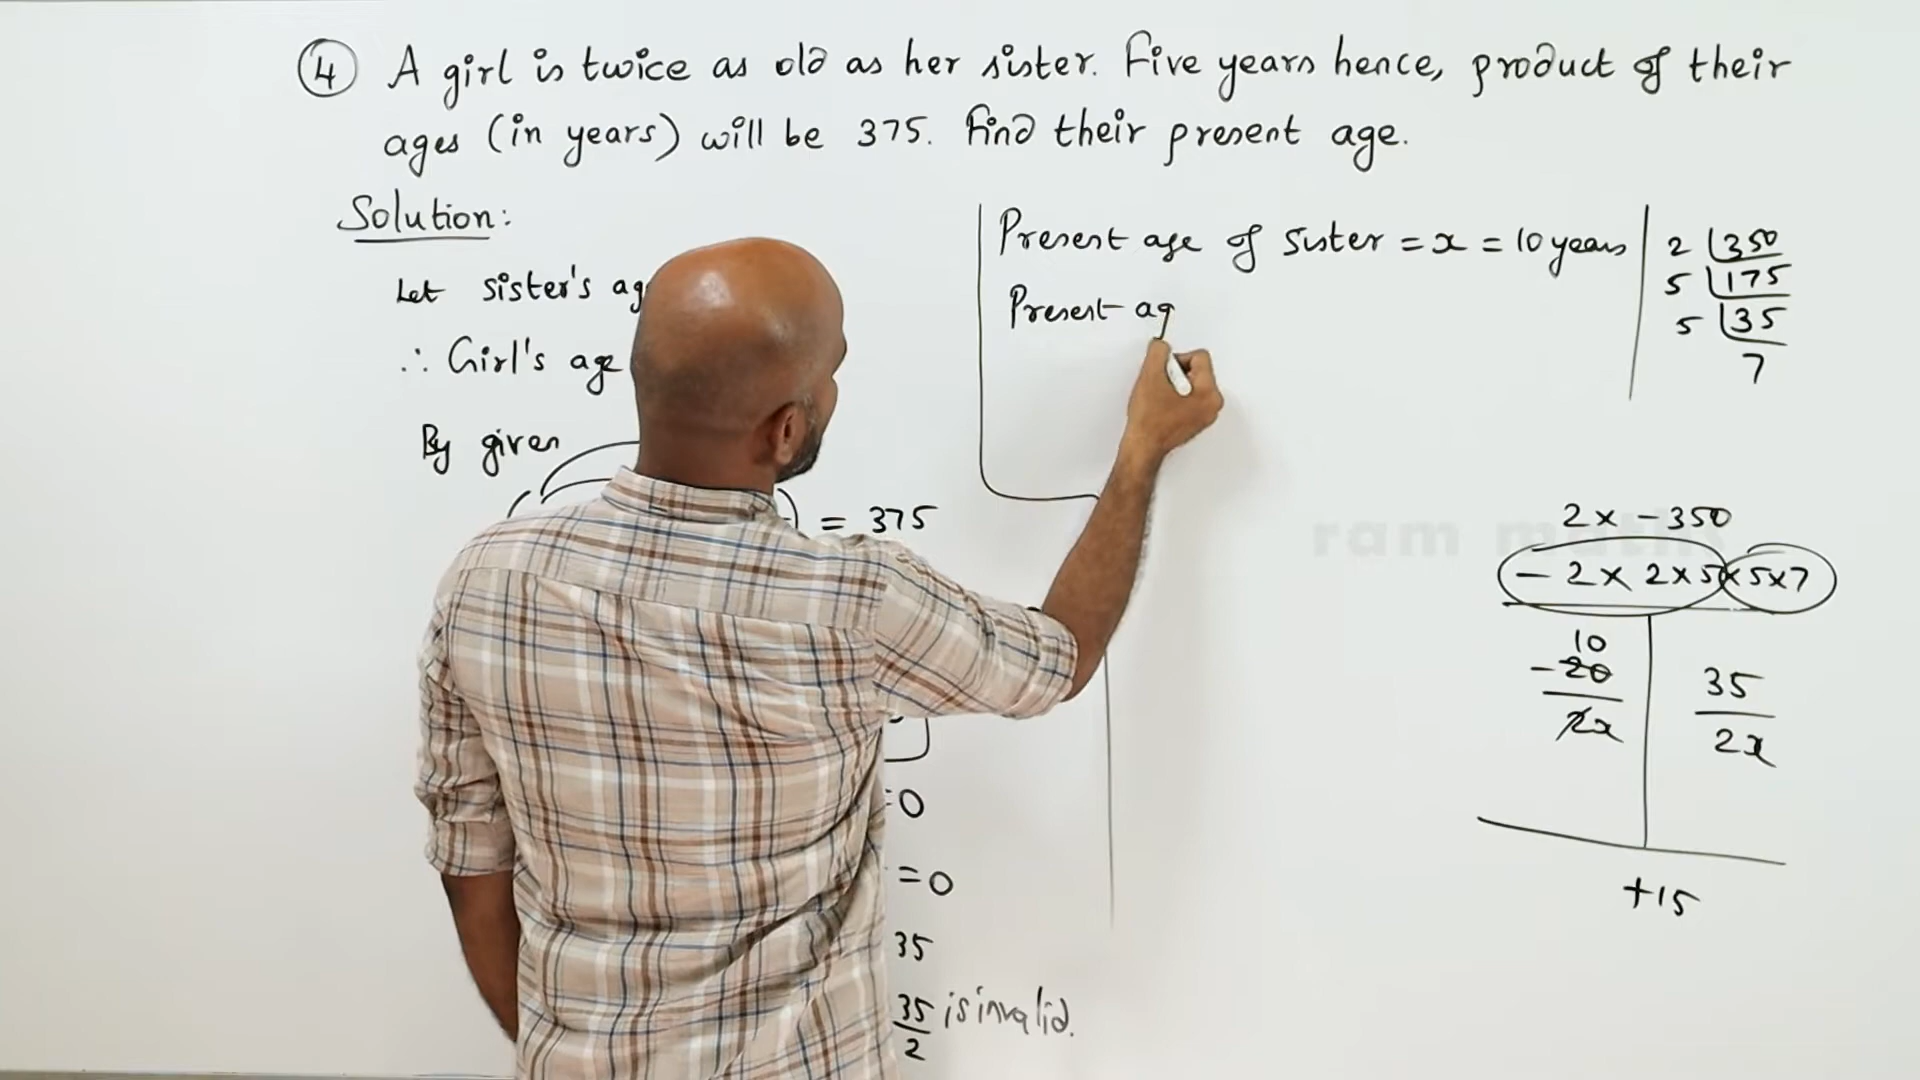 4 A girl is twice as old as her sister. Five years hence, product of their
ages (in years) will be 375. Find their present age.
Solution:
Let sister's ag
∴ Girl's age
By given
( ) = 375
=0
=0
35
35/2 is invalid.
Present age of Sister = x = 10 years
Present ag
2 350
5 175
5 35
7
ram maths
2 x -350
- 2 x 2 x 5 x 5 x 7
10
-20/2x
35/2x
+15